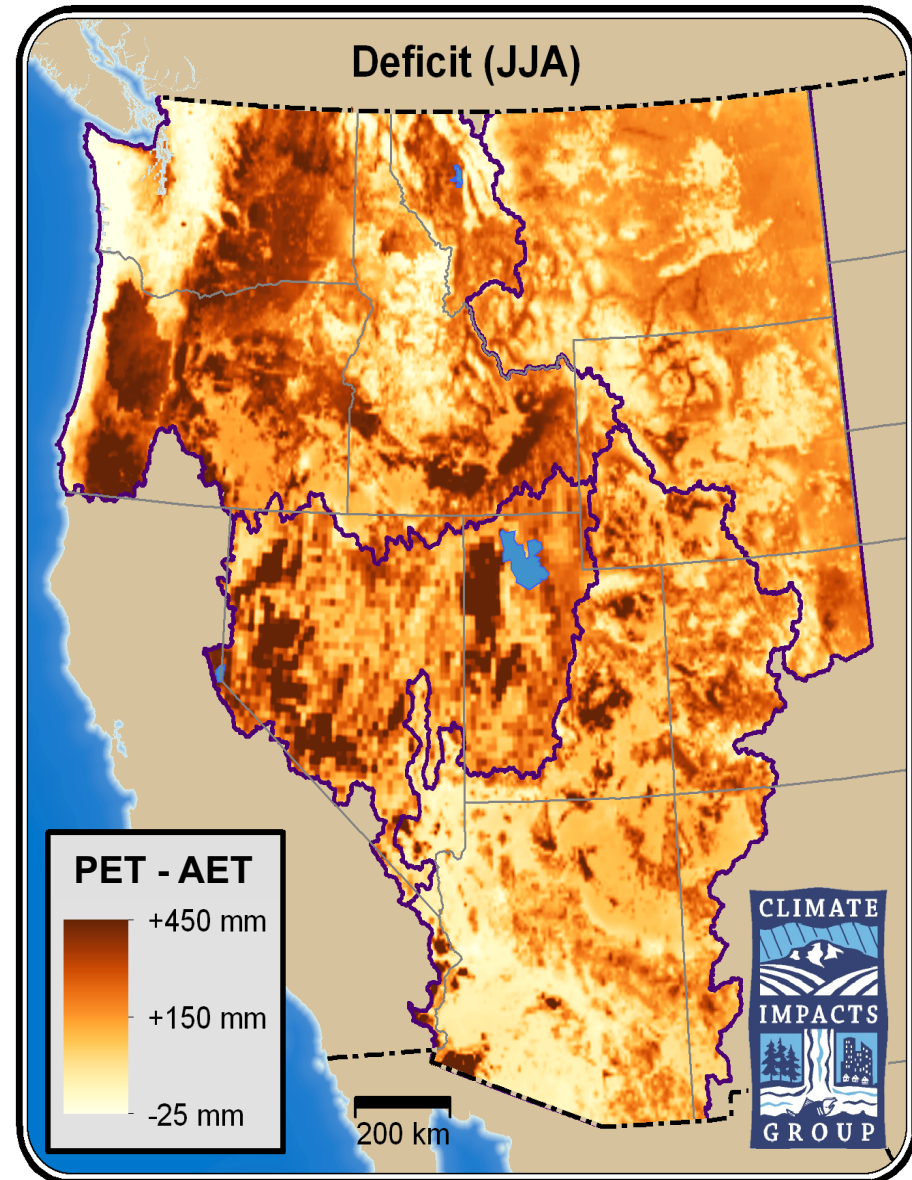 Deficit (JJA)
PET - AET
+450 mm
+150 mm
-25 mm
200 km
CLIMATE
IMPACTS
GROUP